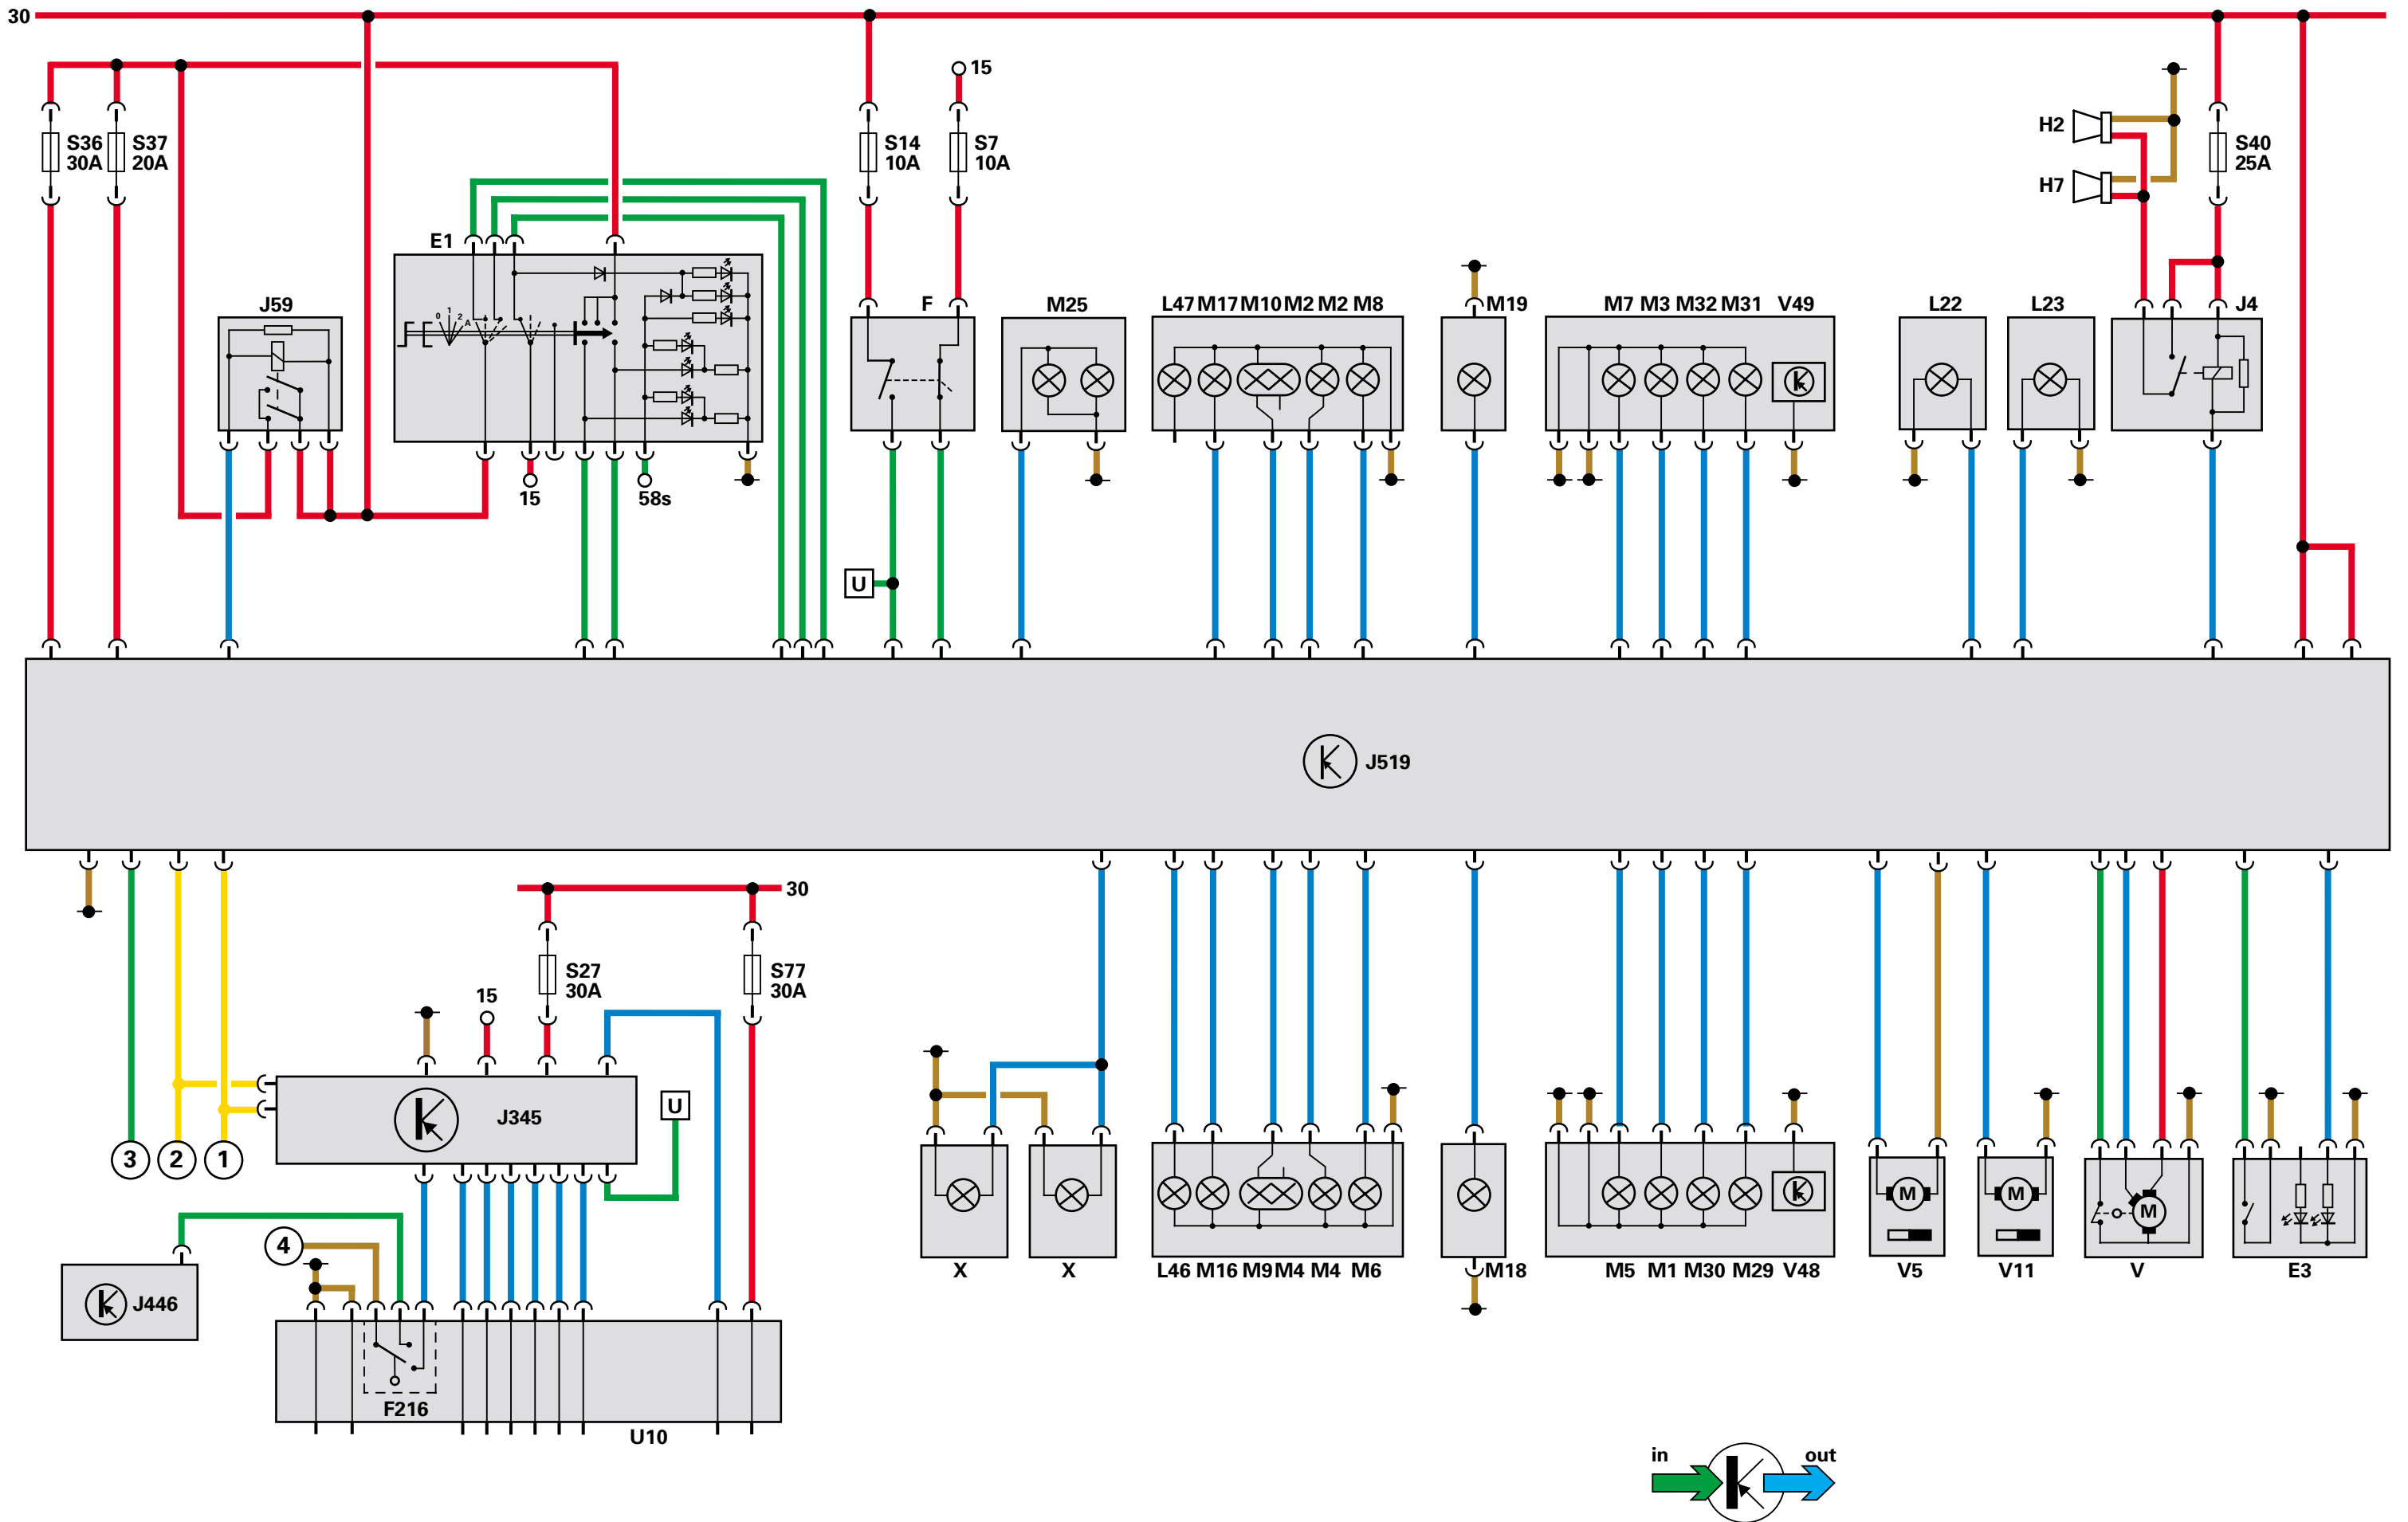 30
15
S36
30A
S37
20A
S14
10A
S7
10A
H2
H7
S40
25A
E1
J59
F
M25
L47 M17 M10 M2 M2 M8
M19
M7 M3 M32 M31 V49
L22
L23
J4
0 1 2 A
15
58s
U
J519
30
S27
30A
S77
30A
15
U
J345
3
2
1
4
J446
F216
U10
X
X
L46 M16 M9 M4 M4 M6
M18
M5 M1 M30 M29 V48
M
V5
M
V11
M
V
E3
in
out